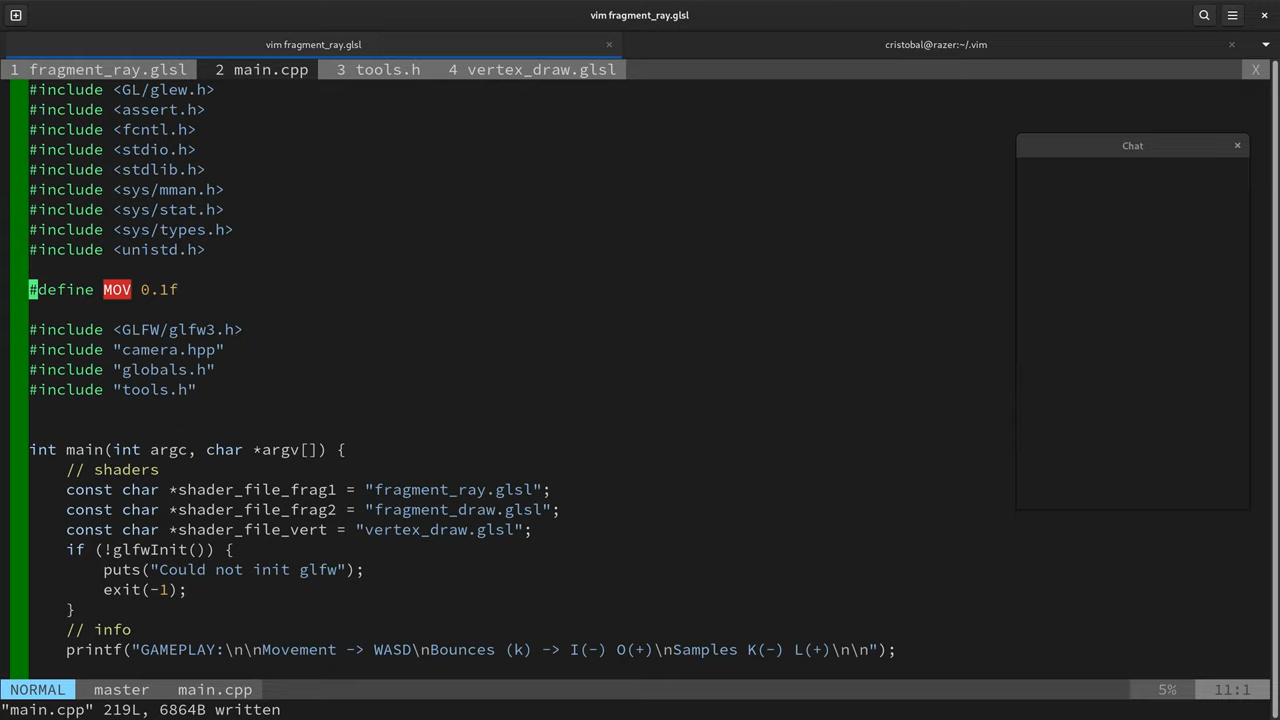 vim fragment_ray.glsl
vim fragment_ray.glsl × cristobal@razer:~/.vim ×
1 fragment_ray.glsl 2 main.cpp 3 tools.h 4 vertex_draw.glsl X
#include <GL/glew.h>
#include <assert.h>
#include <fcntl.h>
#include <stdio.h>
#include <stdlib.h>
#include <sys/mman.h>
#include <sys/stat.h>
#include <sys/types.h>
#include <unistd.h>
#define MOV 0.1f
#include <GLFW/glfw3.h>
#include "camera.hpp"
#include "globals.h"
#include "tools.h"
int main(int argc, char *argv[]) {
    // shaders
    const char *shader_file_frag1 = "fragment_ray.glsl";
    const char *shader_file_frag2 = "fragment_draw.glsl";
    const char *shader_file_vert = "vertex_draw.glsl";
    if (!glfwInit()) {
        puts("Could not init glfw");
        exit(-1);
    }
    // info
    printf("GAMEPLAY:\n\nMovement -> WASD\nBounces (k) -> I(-) O(+)\nSamples K(-) L(+)\n\n");
NORMAL master main.cpp 5% 11:1
"main.cpp" 219L, 6864B written
Chat ×